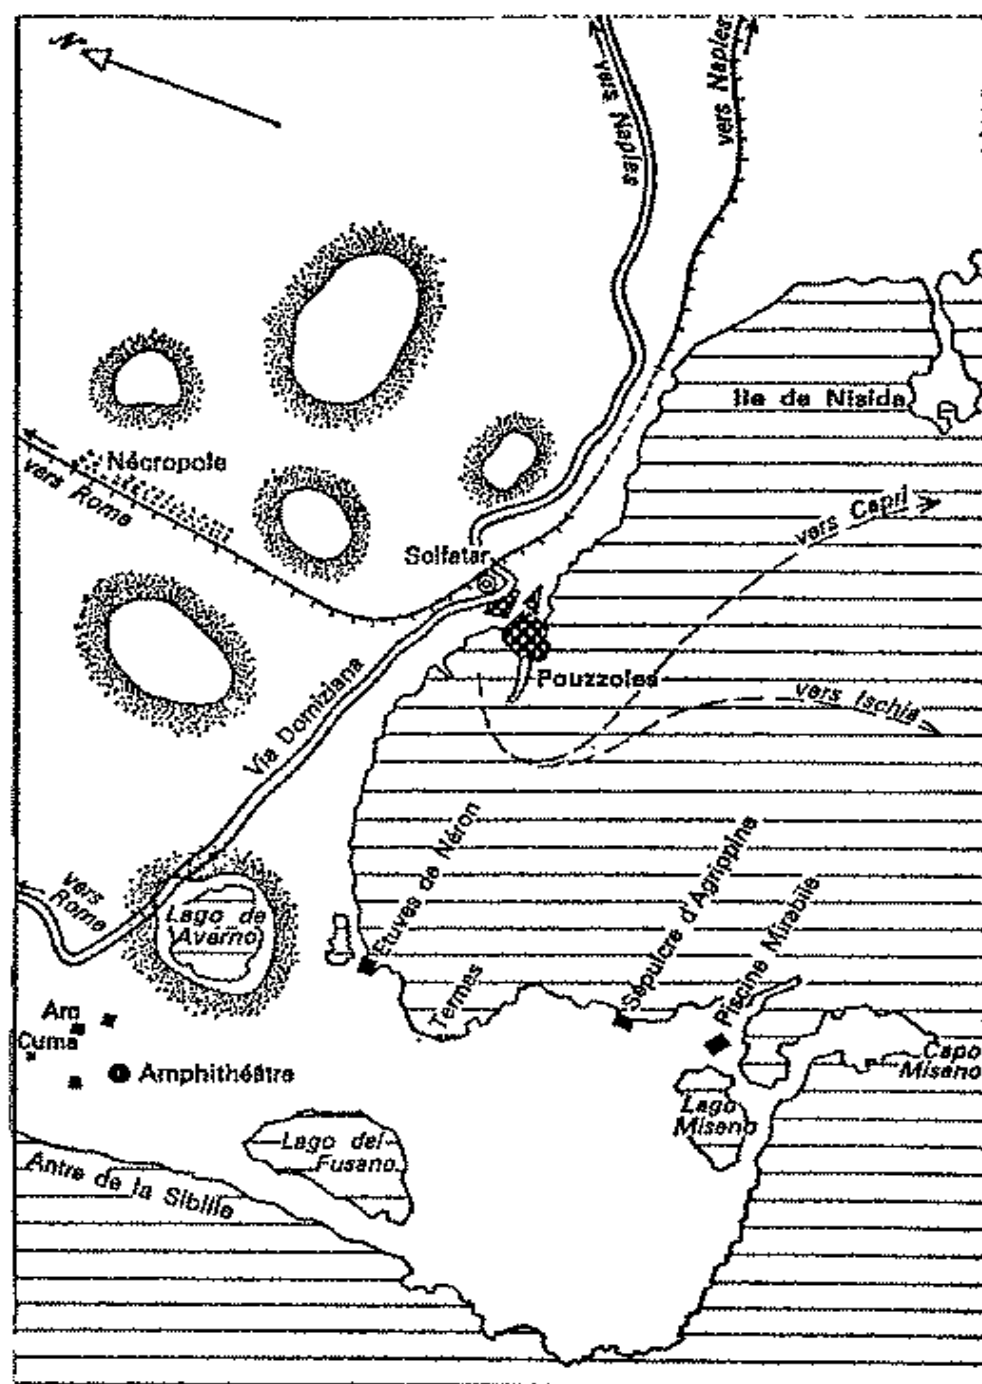 N
vers Naples
vers Naples
Ile de Nisida
Nécropole
vers Rome
vers Capri
Solfatar
Pouzzoles
vers Ischia
Via Domiziana
Etuves de Néron
Sépulcre d'Agrippine
Piscine Mirabile
vers
Rome
Lago de
Averno
Termes
Arn
Cuma
Amphithéâtre
Capo
Misano
Lago
Miseno
Lago del
Fusano
Antre de la Sibille